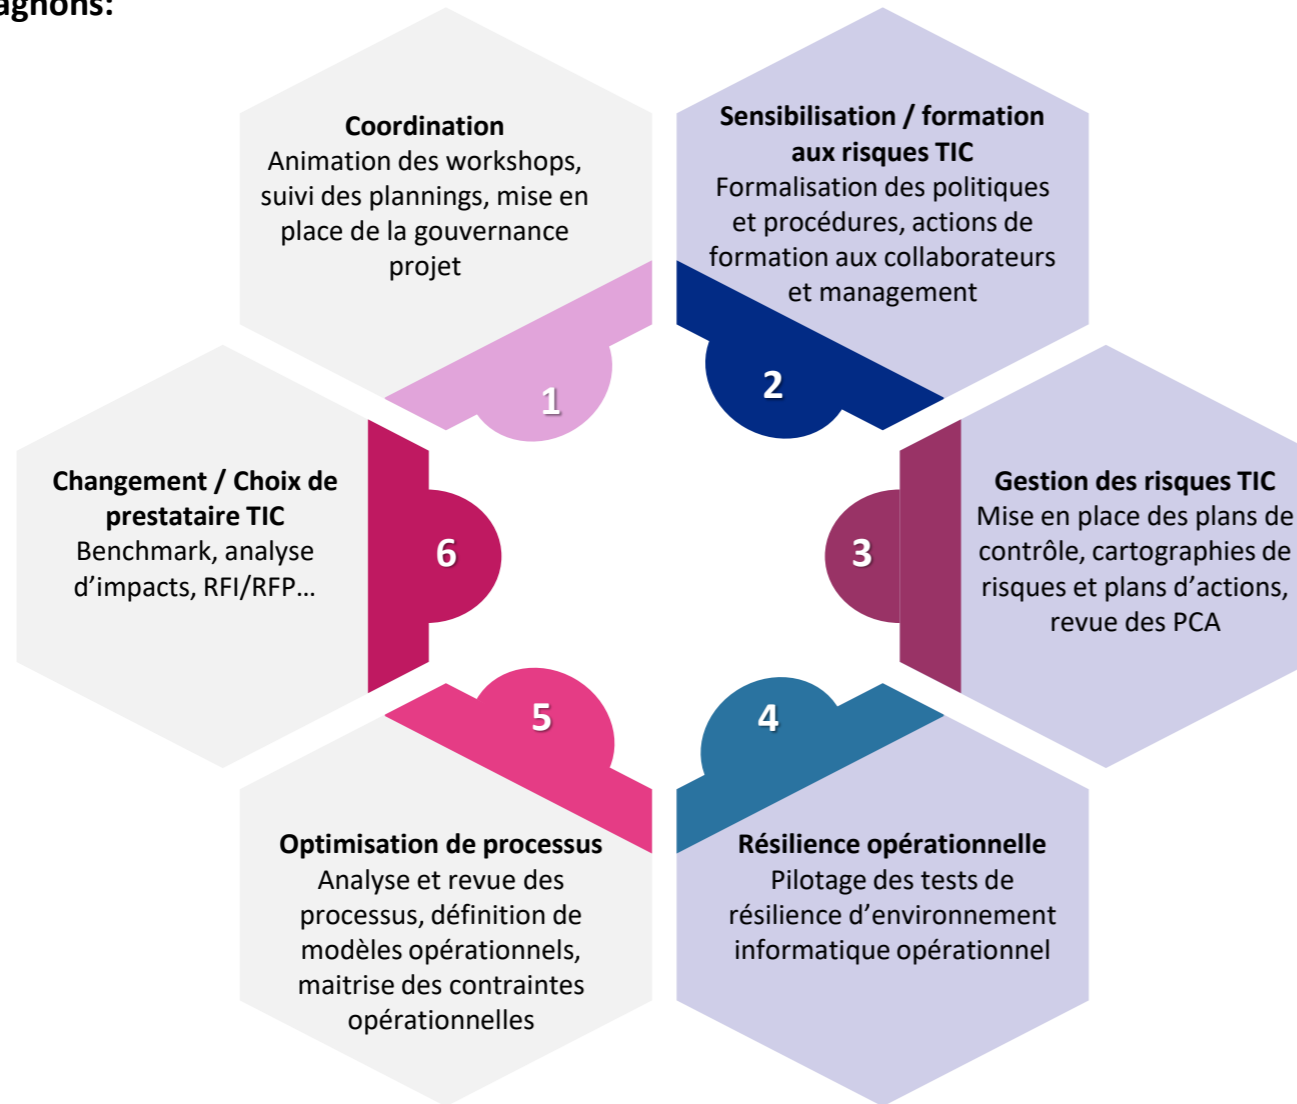 agnons:
Coordination
Animation des workshops,
suivi des plannings, mise en
place de la gouvernance
projet
1
Sensibilisation / formation
aux risques TIC
Formalisation des politiques
et procédures, actions de
formation aux collaborateurs
et management
2
Gestion des risques TIC
Mise en place des plans de
contrôle, cartographies de
risques et plans d’actions,
revue des PCA
3
Résilience opérationnelle
Pilotage des tests de
résilience d’environnement
informatique opérationnel
4
Optimisation de processus
Analyse et revue des
processus, définition de
modèles opérationnels,
maitrise des contraintes
opérationnelles
5
Changement / Choix de
prestataire TIC
Benchmark, analyse
d’impacts, RFI/RFP…
6